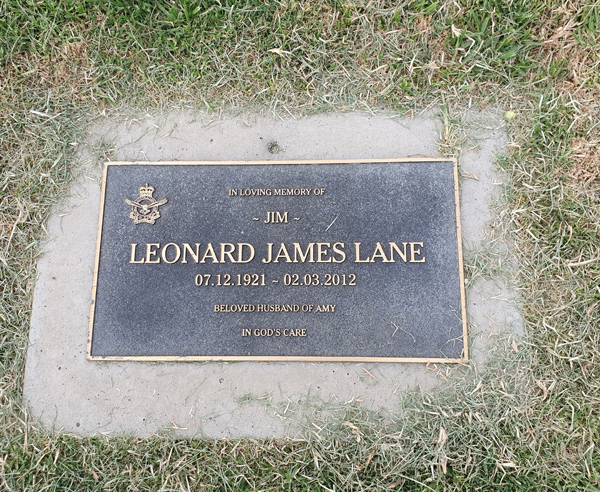 IN LOVING MEMORY OF
~ JIM ~
LEONARD JAMES LANE
07.12.1921 ~ 02.03.2012
BELOVED HUSBAND OF AMY
IN GOD'S CARE